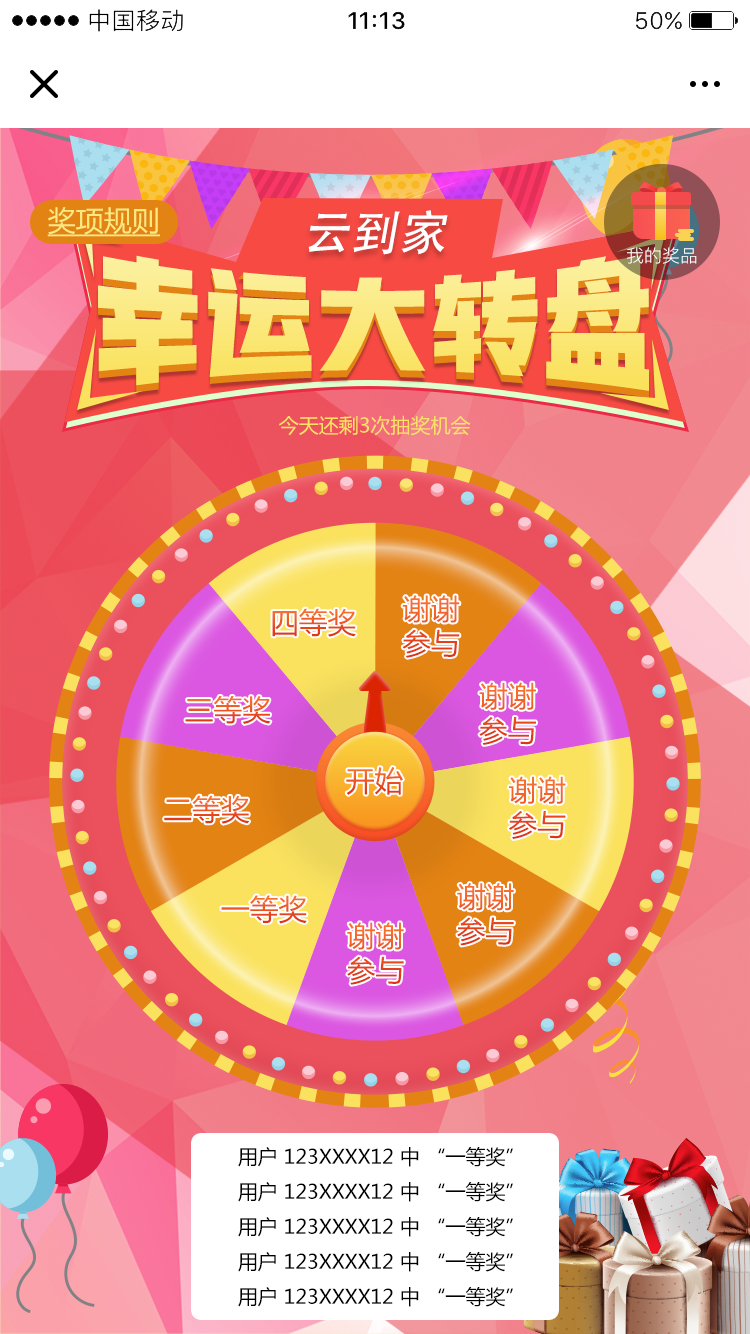 中国移动
11:13
50%
奖项规则
云到家
我的奖品
幸运大转盘
今天还剩3次抽奖机会
四等奖
谢谢
参与
三等奖
谢谢
参与
开始
二等奖
谢谢
参与
一等奖
谢谢
参与
谢谢
参与
用户 123XXXX12 中 “一等奖”
用户 123XXXX12 中 “一等奖”
用户 123XXXX12 中 “一等奖”
用户 123XXXX12 中 “一等奖”
用户 123XXXX12 中 “一等奖”